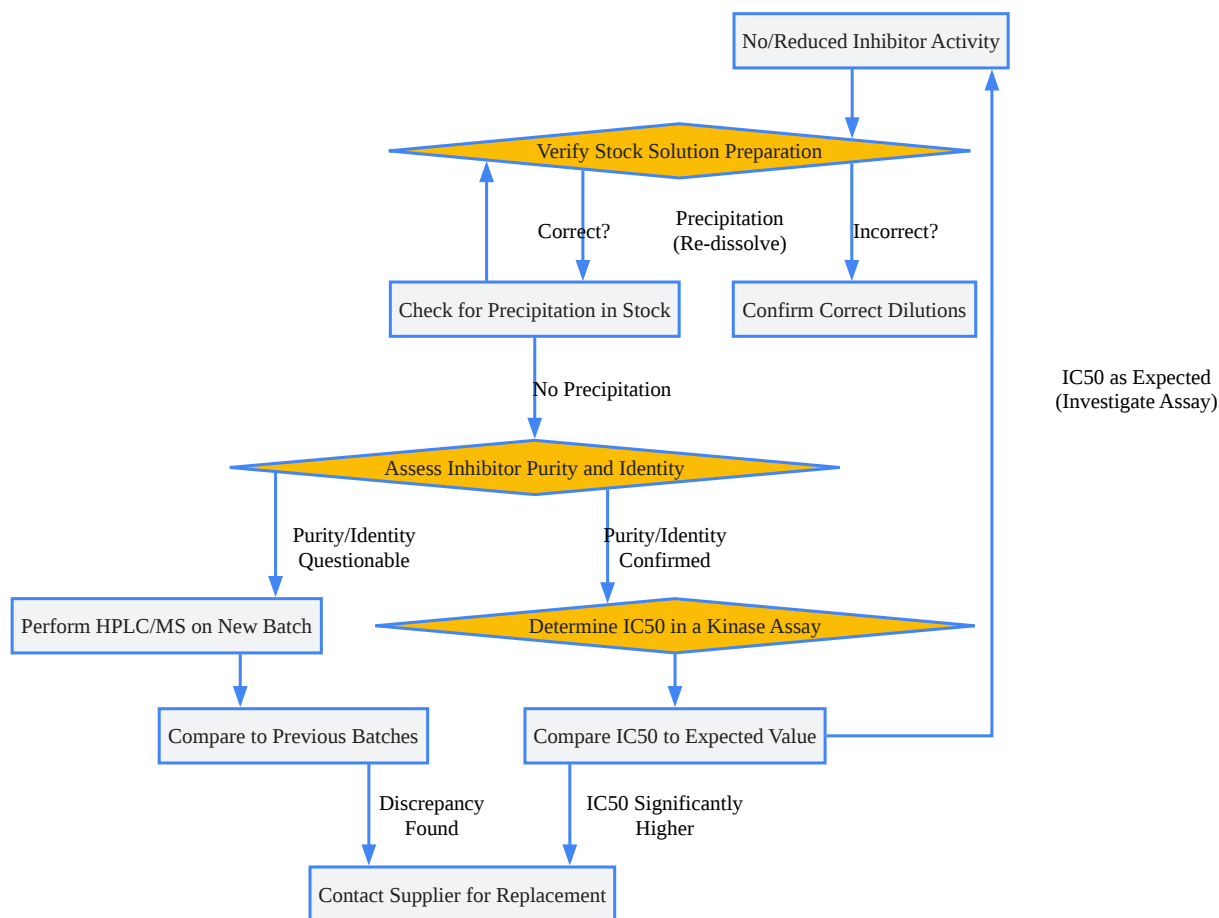 No/Reduced Inhibitor Activity
Verify Stock Solution Preparation
Correct?
Precipitation
(Re-dissolve)
Incorrect?
Check for Precipitation in Stock
Confirm Correct Dilutions
No Precipitation
IC50 as Expected
(Investigate Assay)
Assess Inhibitor Purity and Identity
Purity/Identity
Questionable
Purity/Identity
Confirmed
Perform HPLC/MS on New Batch
Determine IC50 in a Kinase Assay
Compare to Previous Batches
Compare IC50 to Expected Value
Discrepancy
Found
IC50 Significantly
Higher
Contact Supplier for Replacement